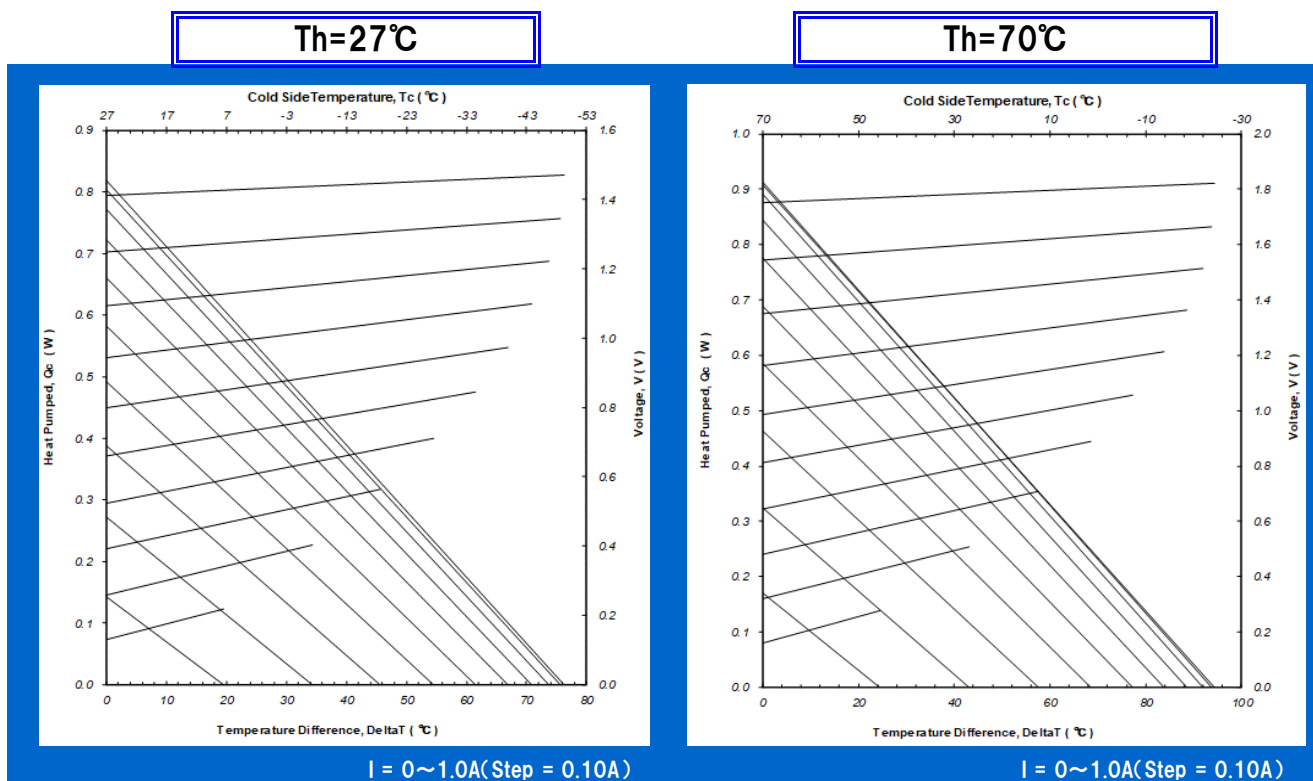 Th=27℃
Th=70℃
Cold Side Temperature, Tc ( ℃)
27 17 7 -3 -13 -23 -33 -43 -53
0.9 0.8 0.7 0.6 0.5 0.4 0.3 0.2 0.1 0.0
Heat Pumped, Qc ( W )
1.6 1.4 1.2 1.0 0.8 0.6 0.4 0.2 0.0
Voltage, V ( V )
0 10 20 30 40 50 60 70 80
Temperature Difference, DeltaT ( ℃)
I = 0～1.0A(Step = 0.10A)
Cold Side Temperature, Tc ( ℃)
70 50 30 10 -10 -30
1.0 0.9 0.8 0.7 0.6 0.5 0.4 0.3 0.2 0.1 0.0
Heat Pumped, Qc ( W )
2.0 1.8 1.6 1.4 1.2 1.0 0.8 0.6 0.4 0.2 0.0
Voltage, V ( V )
0 20 40 60 80 100
Temperature Difference, DeltaT ( ℃)
I = 0～1.0A(Step = 0.10A)